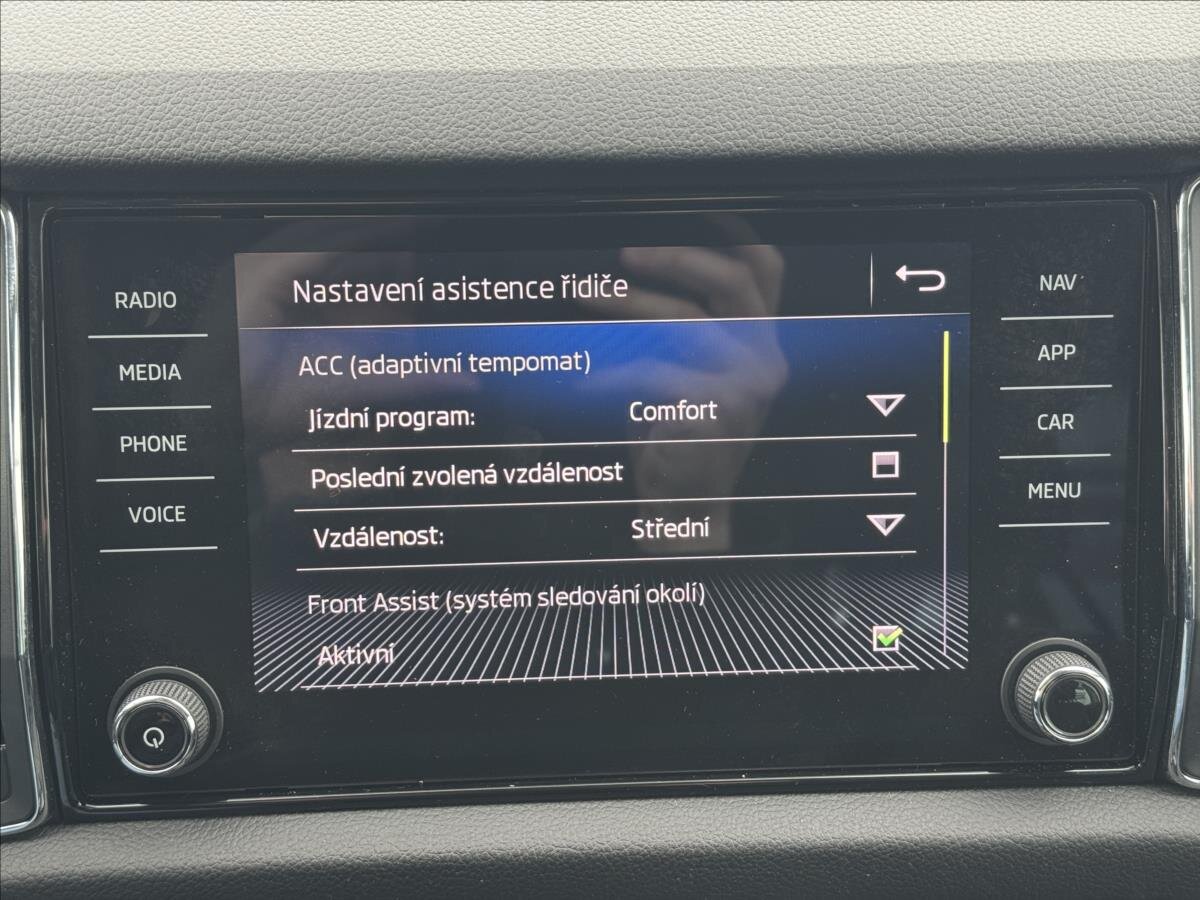 RADIO
MEDIA
PHONE
VOICE
Nastavení asistence řidiče
ACC (adaptivní tempomat)
Jízdní program: Comfort
Poslední zvolená vzdálenost
Vzdálenost: Střední
Front Assist (systém sledování okolí)
Aktivní
NAV
APP
CAR
MENU